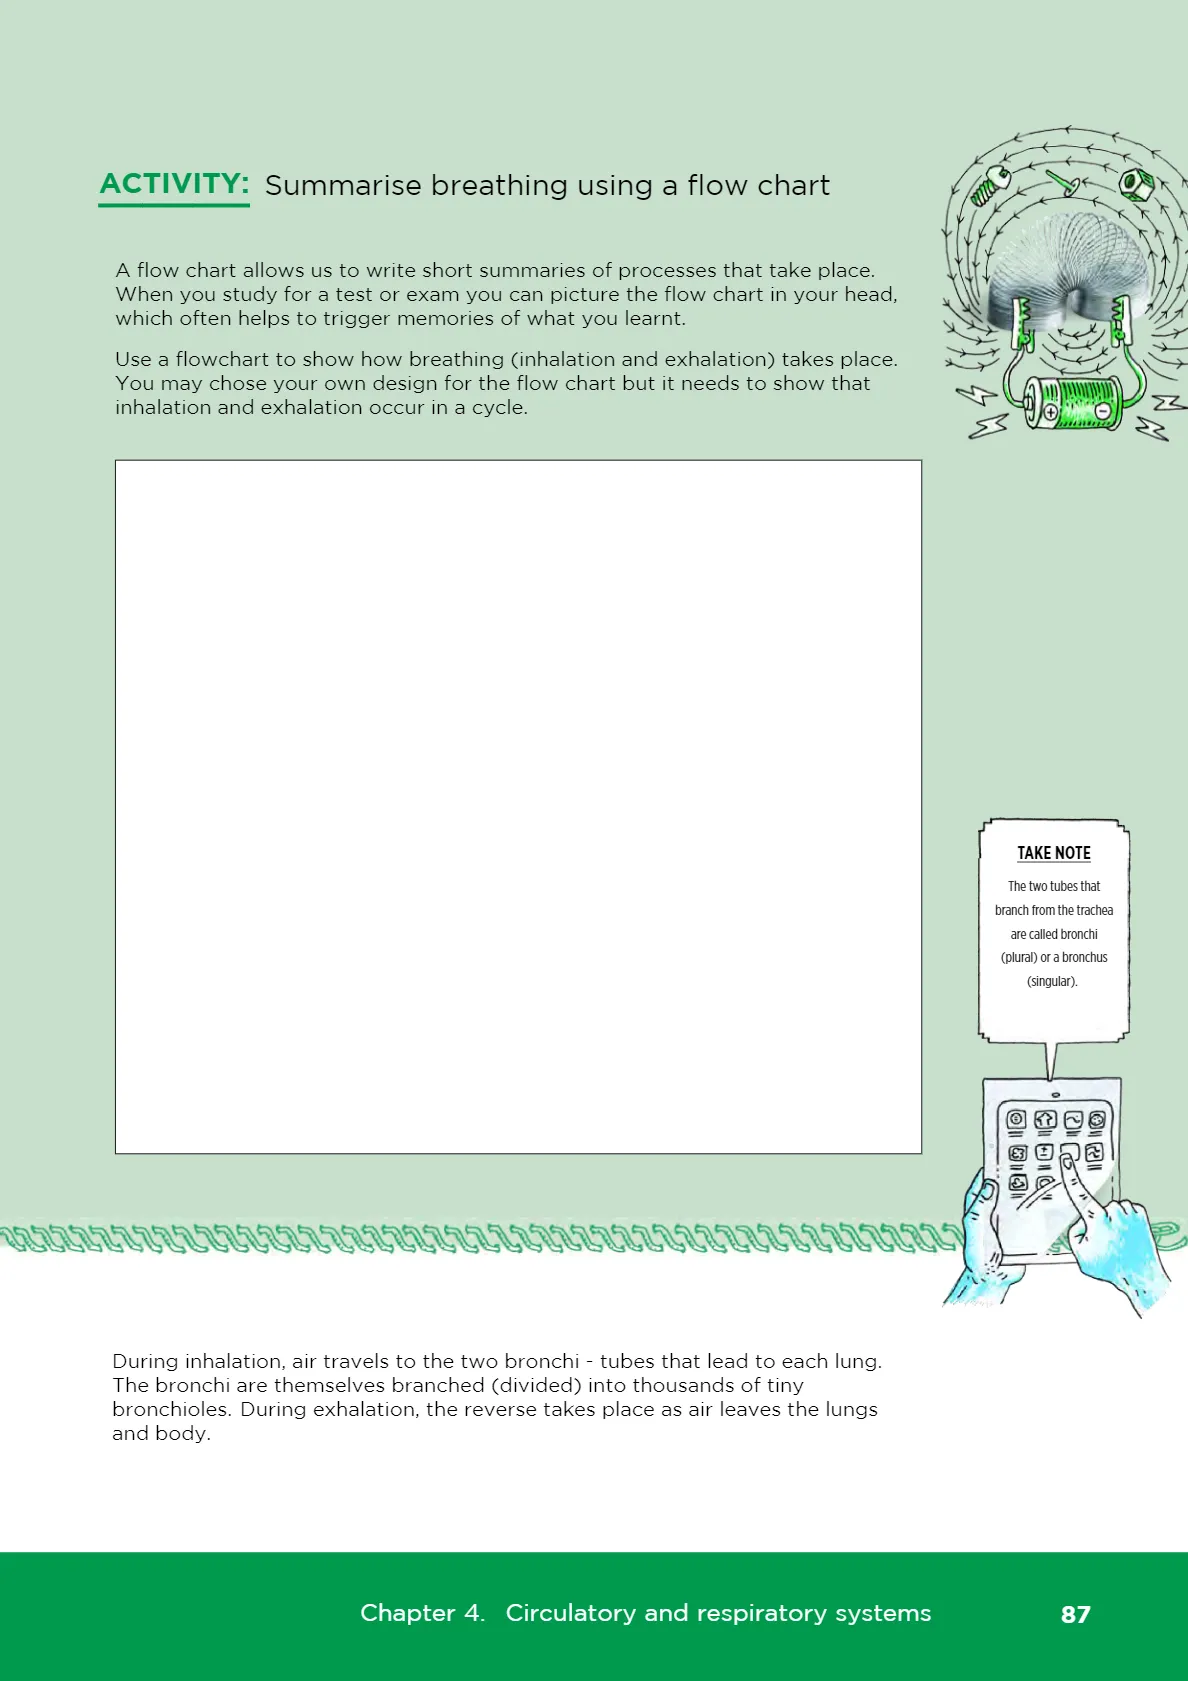 ACTIVITY: Summarise breathing using a flow chart
A flow chart allows us to write short summaries of processes that take place.
When you study for a test or exam you can picture the flow chart in your head,
which often helps to trigger memories of what you learnt.
Use a flowchart to show how breathing (inhalation and exhalation) takes place.
You may chose your own design for the flow chart but it needs to show that
inhalation and exhalation occur in a cycle.
TAKE NOTE
The two tubes that
branch from the trachea
are called bronchi
(plural) or a bronchus
(singular).
During inhalation, air travels to the two bronchi - tubes that lead to each lung.
The bronchi are themselves branched (divided) into thousands of tiny
bronchioles. During exhalation, the reverse takes place as air leaves the lungs
and body.
Chapter 4. Circulatory and respiratory systems 87